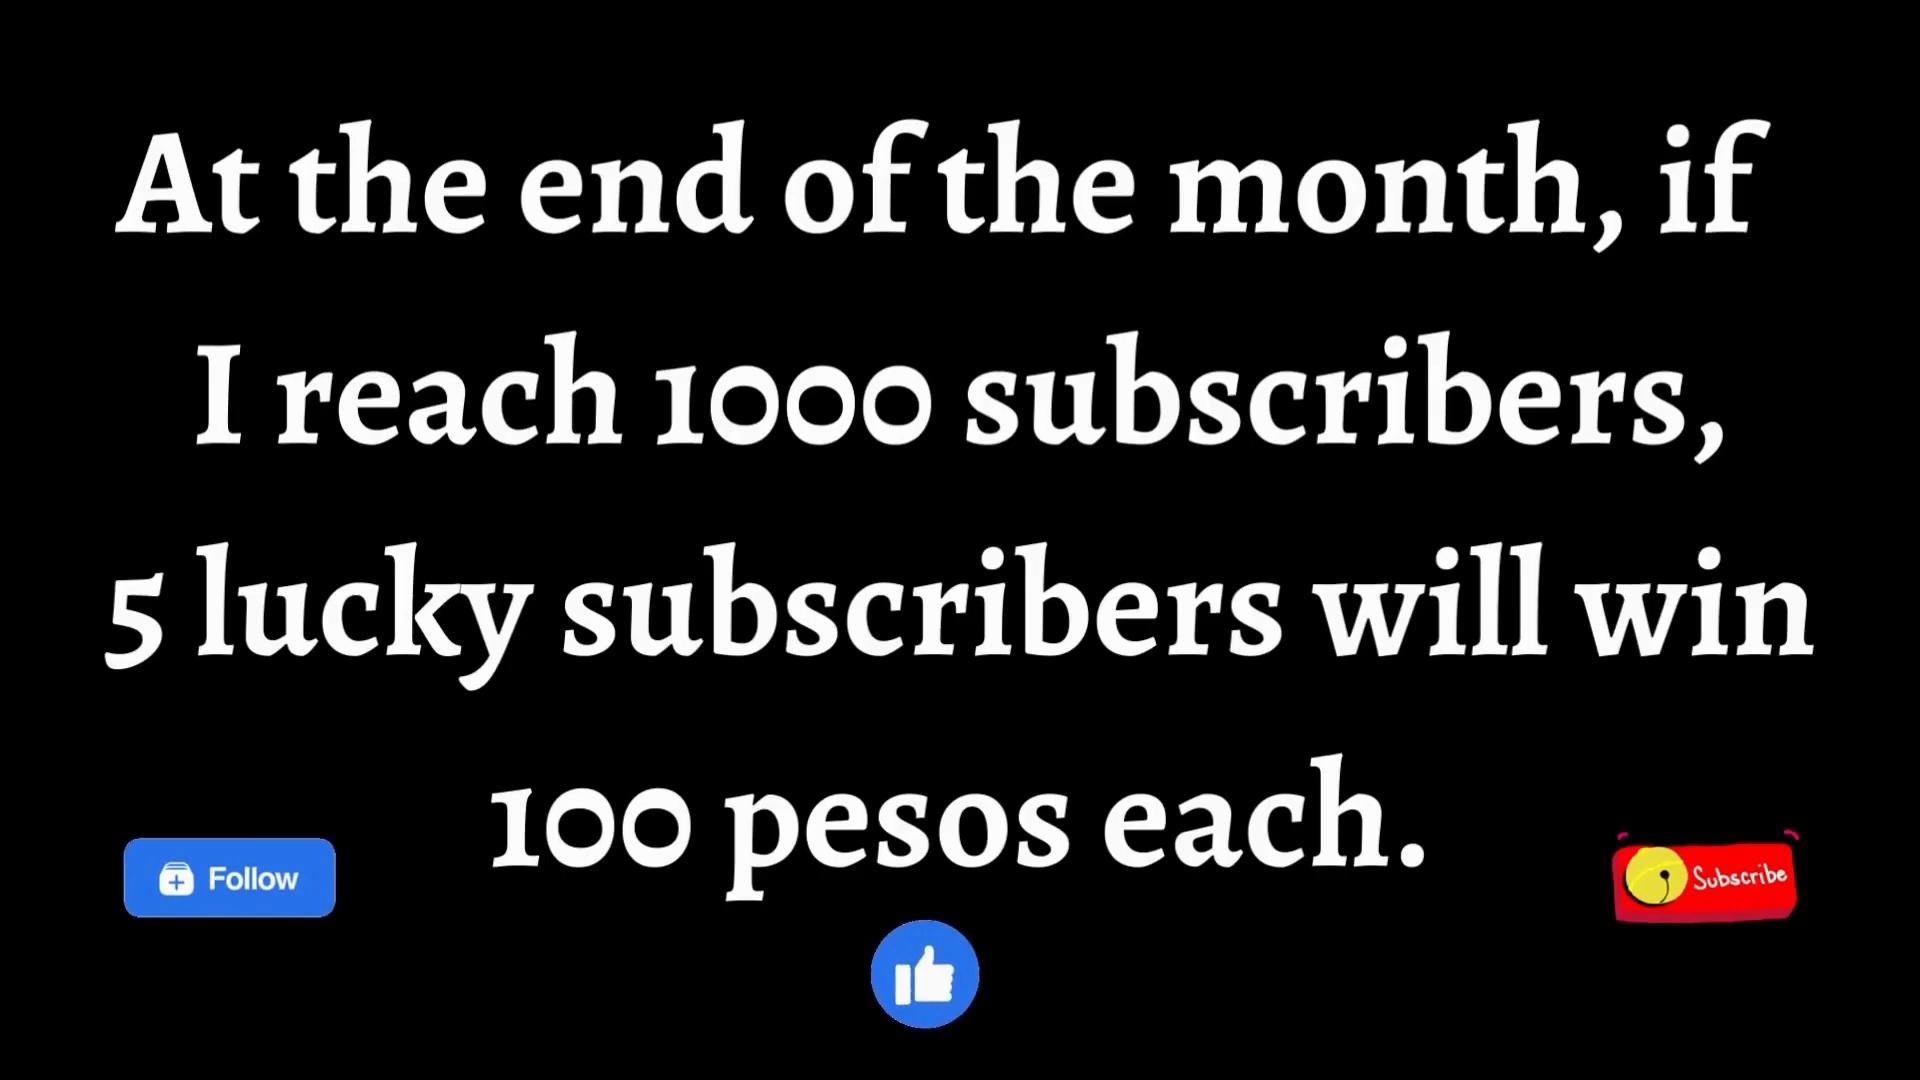 At the end of the month, if
I reach 1000 subscribers,
5 lucky subscribers will win
100 pesos each.
Follow
Subscribe